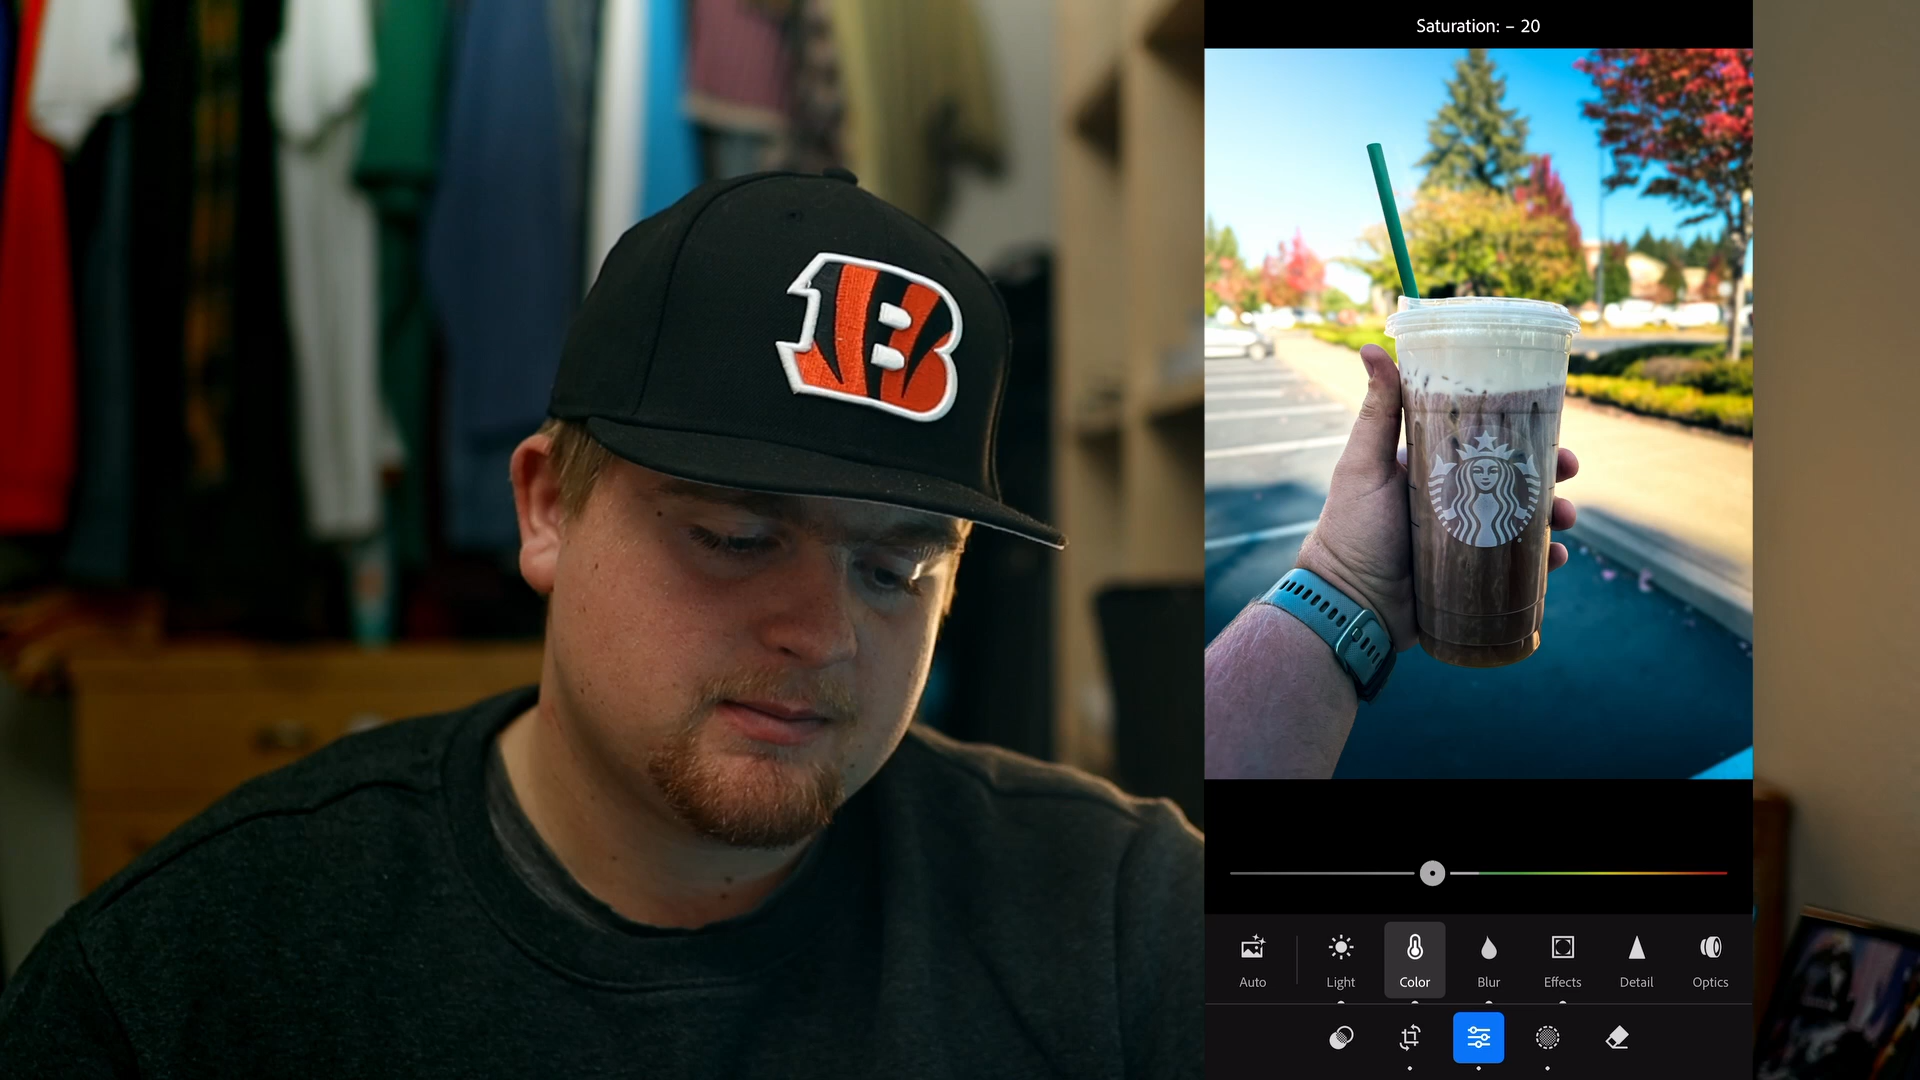 B
Saturation: – 20
Auto
Light
Color
Blur
Effects
Detail
Optics